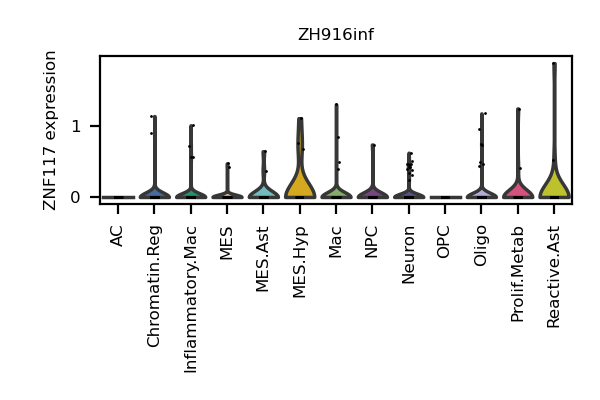 ZH916inf
ZNF117 expression
1
0
AC
Chromatin.Reg
Inflammatory.Mac
MES
MES.Ast
MES.Hyp
Mac
NPC
Neuron
OPC
Oligo
Prolif.Metab
Reactive.Ast